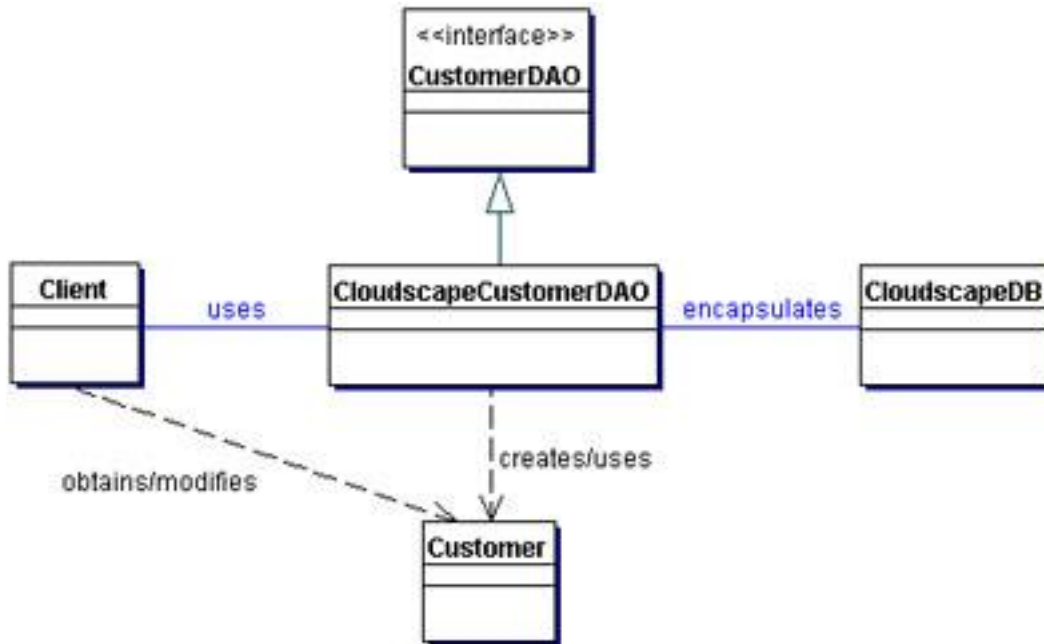 <<interface>>
CustomerDAO
Client
uses
CloudscapeCustomerDAO
encapsulates
CloudscapeDB
obtains/modifies
creates/uses
Customer